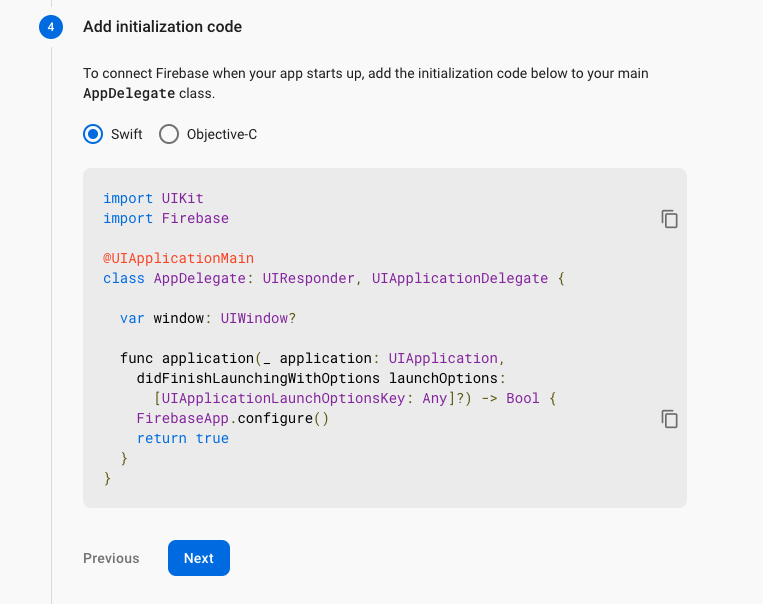 4 Add initialization code
To connect Firebase when your app starts up, add the initialization code below to your main
AppDelegate class.
Swift Objective-C
import UIKit
import Firebase
@UIApplicationMain
class AppDelegate: UIResponder, UIApplicationDelegate {
  var window: UIWindow?
  func application(_ application: UIApplication,
    didFinishLaunchingWithOptions launchOptions:
      [UIApplicationLaunchOptionsKey: Any]?) -> Bool {
    FirebaseApp.configure()
    return true
  }
}
Previous Next